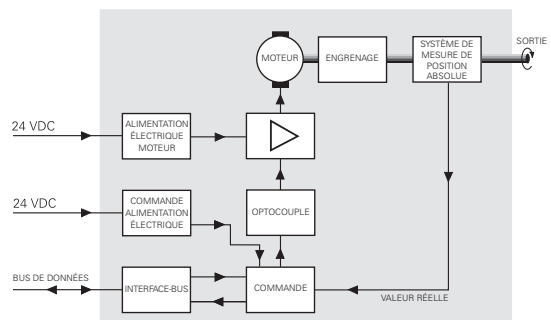 SORTIE
MOTEUR
ENGRENAGE
SYSTÈME DE
MESURE DE
POSITION
ABSOLUE
24 VDC
ALIMENTATION
ÉLECTRIQUE
MOTEUR
24 VDC
COMMANDE
ALIMENTATION
ÉLECTRIQUE
OPTOCOUPLE
BUS DE DONNÉES
INTERFACE-BUS
COMMANDE
VALEUR RÉELLE